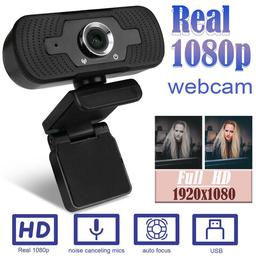 Real
1080p
webcam
Full HD
1920x1080
HD
Real 1080p
noise canceling mics
auto focus
USB